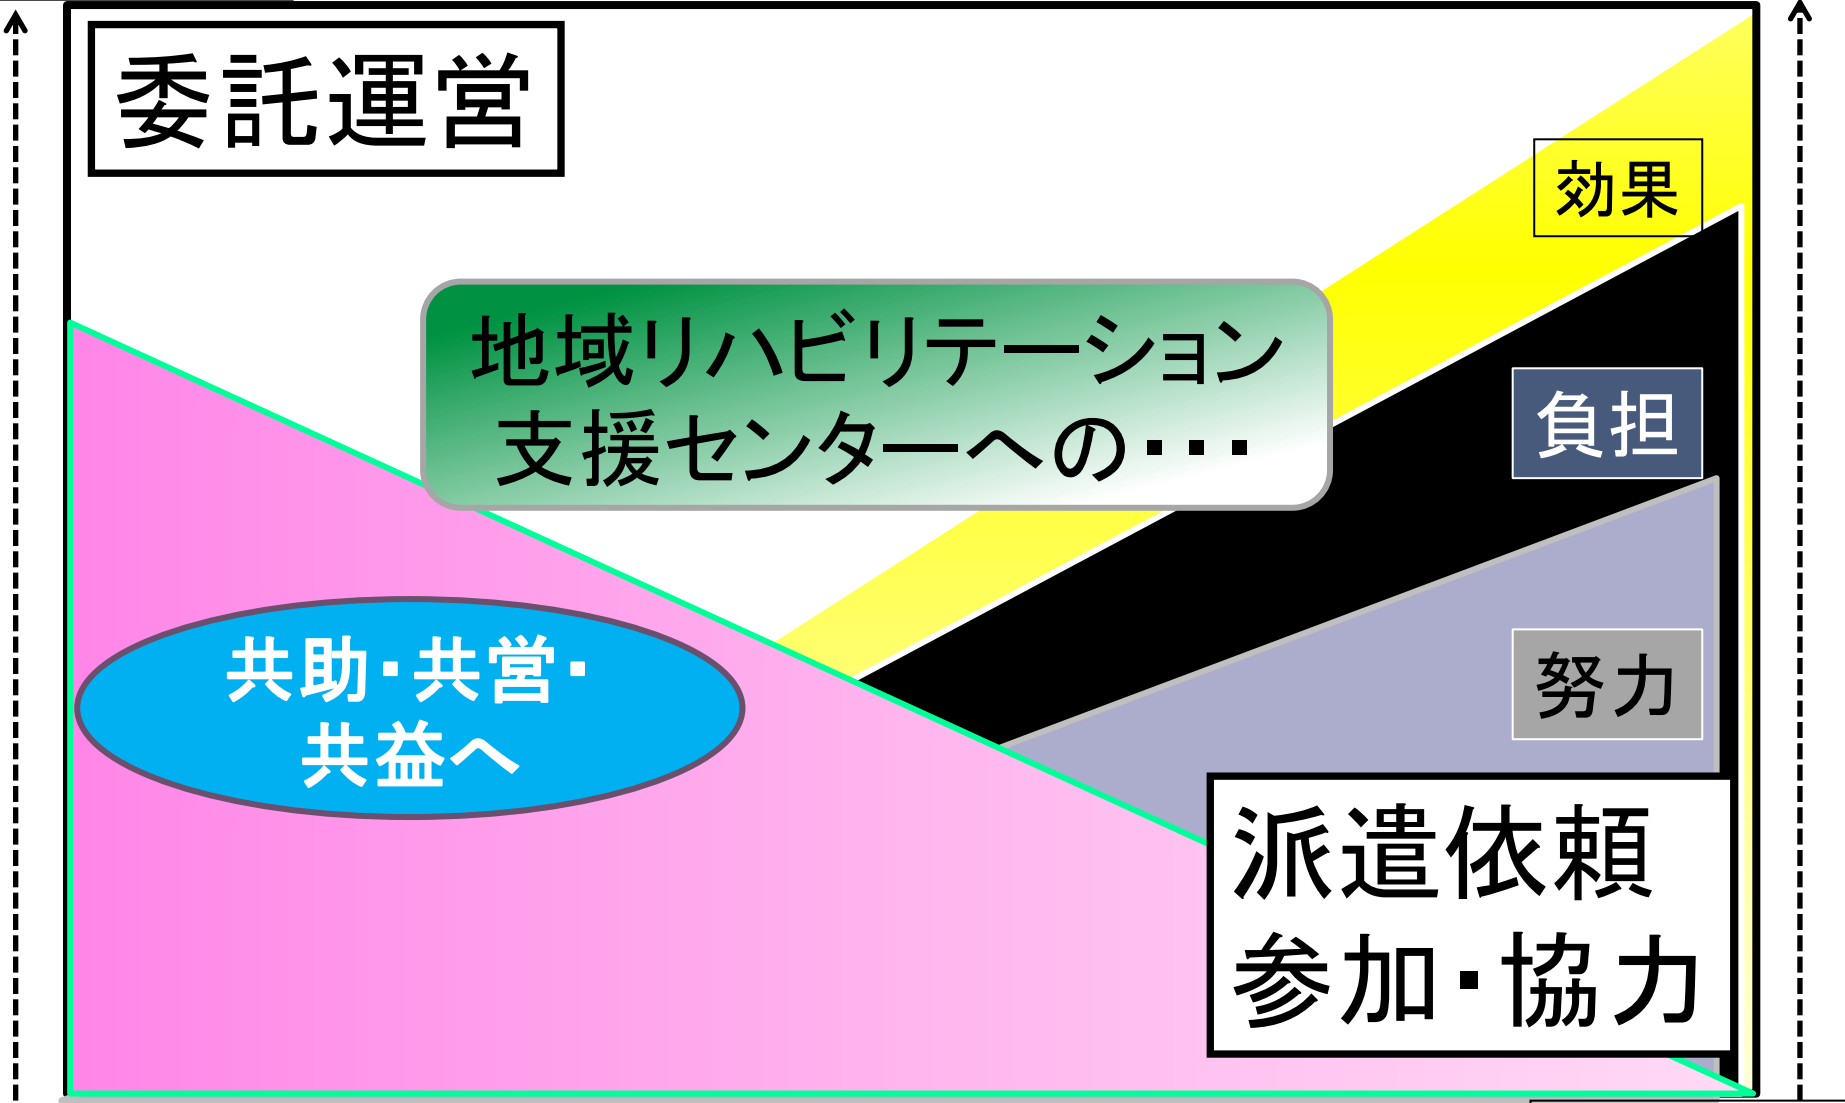 委託運営
効果
地域リハビリテーション
支援センターへの・・・
負担
共助・共営・
共益へ
努力
派遣依頼
参加・協力